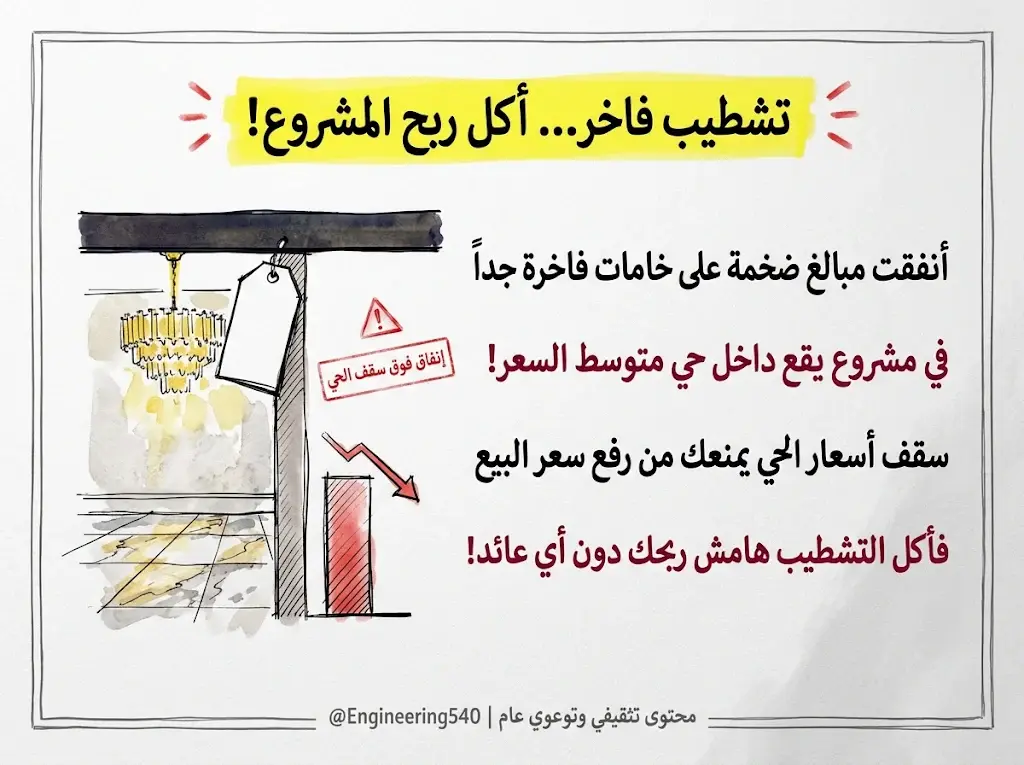 تشطيب فاخر... أكل ربح المشروع!
أنفقت مبالغ ضخمة على خامات فاخرة جداً
في مشروع يقع داخل حي متوسط السعر!
إنفاق فوق سقف الحي
سقف أسعار الحي يمنعك من رفع سعر البيع
فأكل التشطيب هامش ربحك دون أي عائد!
محتوى تثقيفي وتوعوي عام | @Engineering540